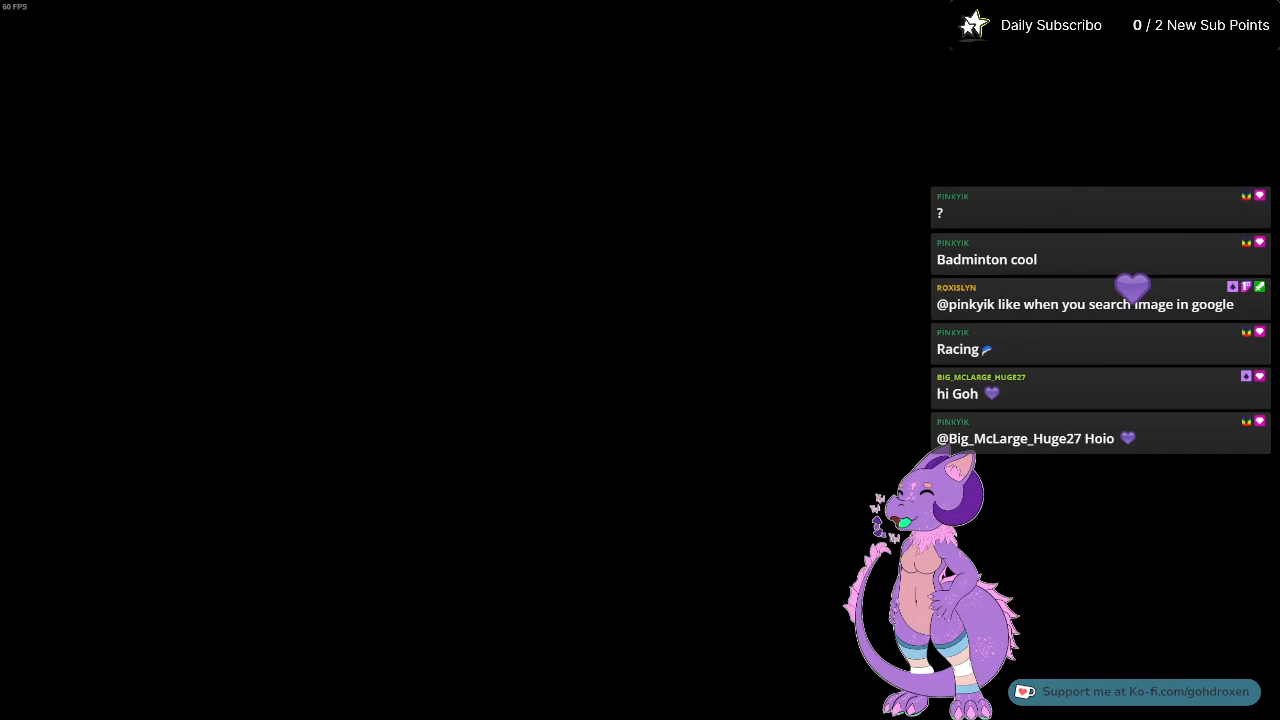 60 FPS
Daily Subscribo 0 / 2 New Sub Points
PINKYIK
?
PINKYIK
Badminton cool
ROXISLYN
@pinkyik like when you search image in google
PINKYIK
Racing
BIG_MCLARGE_HUGE27
hi Goh
PINKYIK
@Big_McLarge_Huge27 Hoio
Support me at Ko-fi.com/gohdroxen